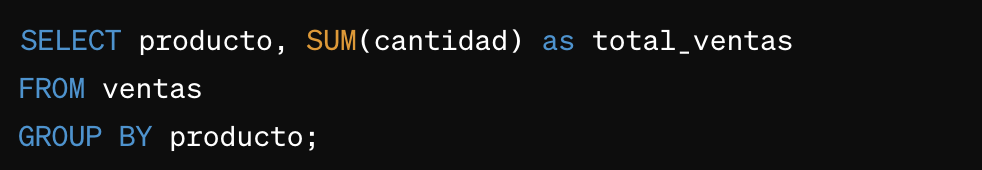 SELECT producto, SUM(cantidad) as total_ventas
FROM ventas
GROUP BY producto;